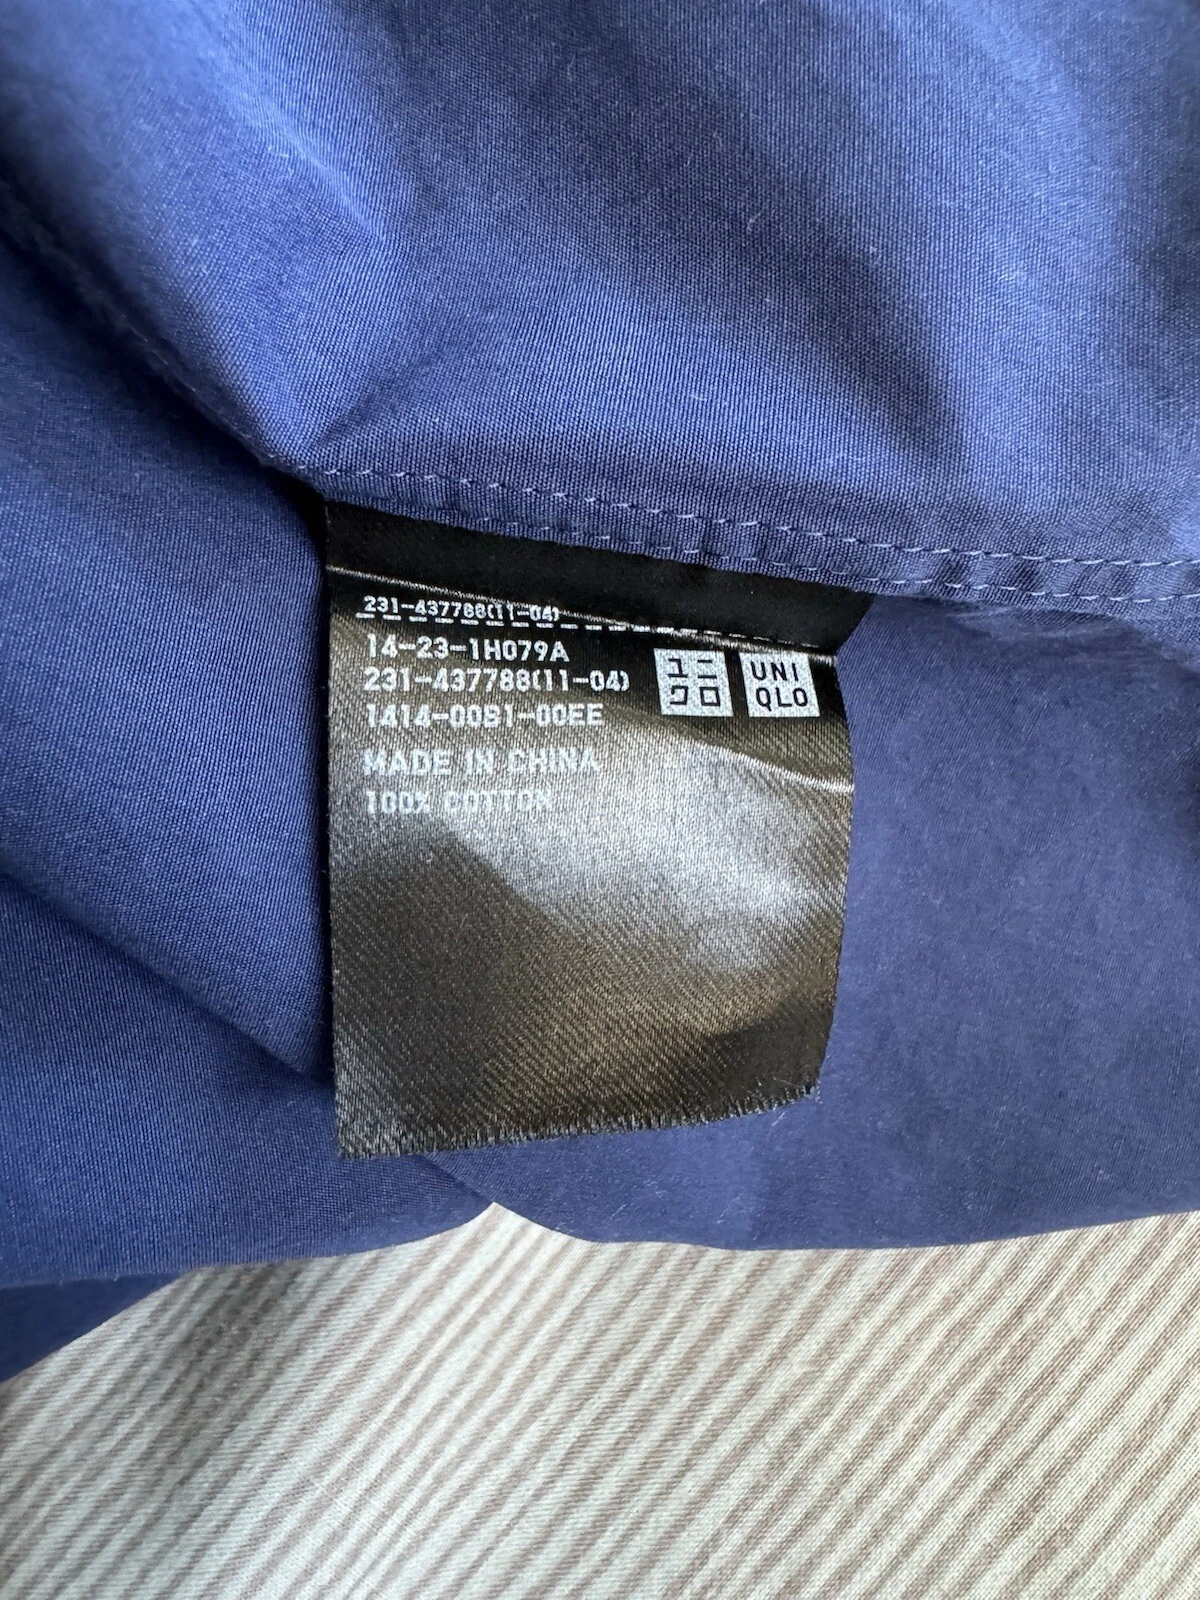 231-437788(11-04)
14-23-1H079A
231-437788(11-04)
1414-00B1-00EE
MADE IN CHINA
100% COTTON
ユニ
クロ
UNI
QLO